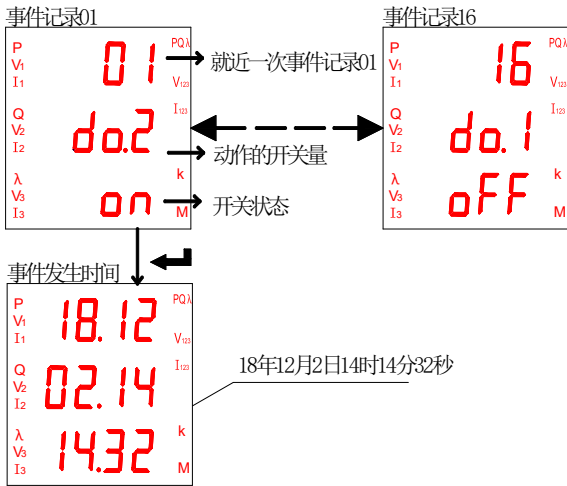 事件记录01
P
V1
I1
01
PQλ
V123
Q
V2
I2
do.2
I123
λ
V3
I3
on
k
M
就近一次事件记录01
动作的开关量
开关状态
事件记录16
P
V1
I1
16
PQλ
V123
Q
V2
I2
do.1
I123
λ
V3
I3
oFF
k
M
事件发生时间
P
V1
I1
18.12
PQλ
V123
Q
V2
I2
02.14
I123
λ
V3
I3
14.32
k
M
18年12月2日14时14分32秒